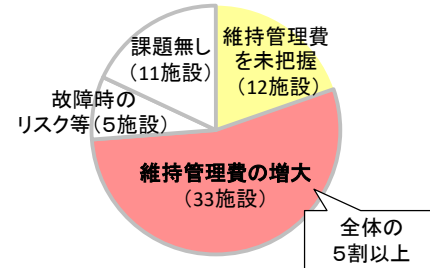 課題無し
（11施設）
維持管理費
を未把握
（12施設）
故障時の
リスク等（５施設）
維持管理費の増大
（33施設）
全体の
５割以上